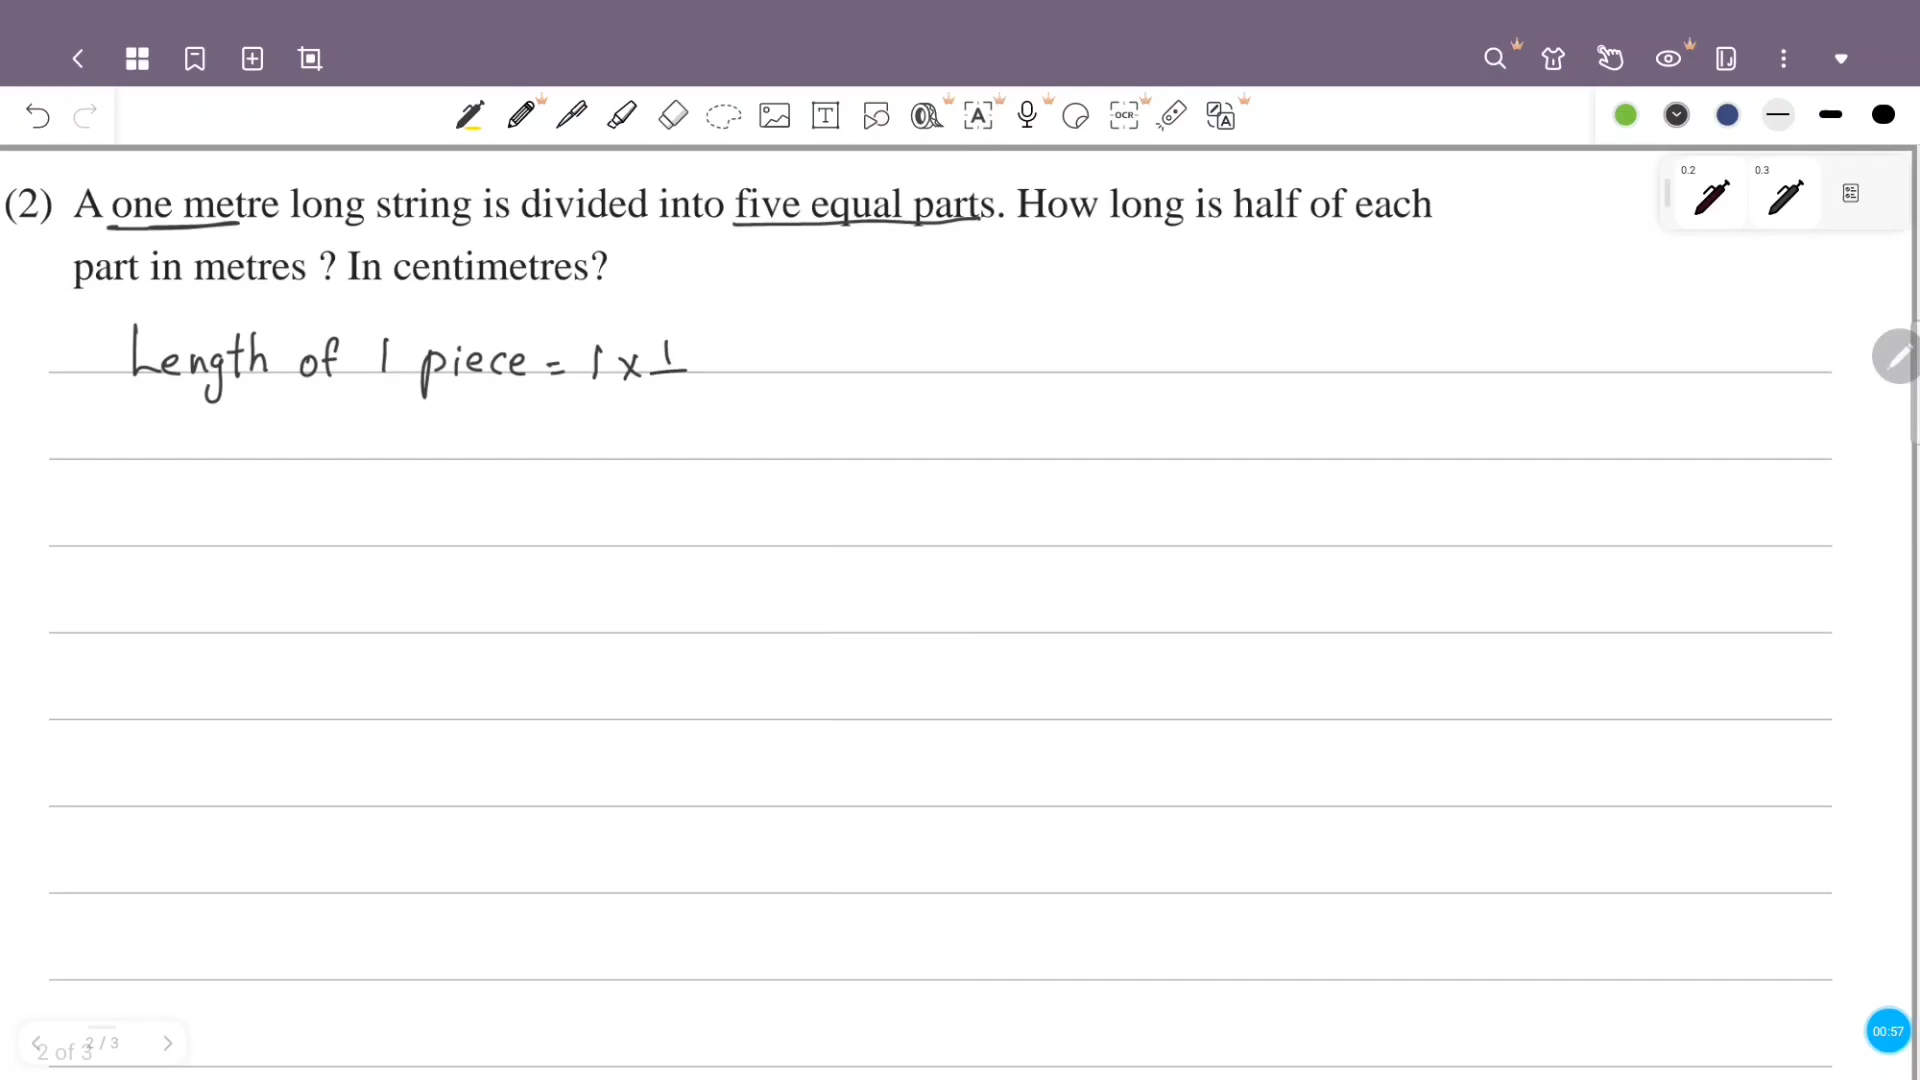 0.2 0.3
(2) A one metre long string is divided into five equal parts. How long is half of each
part in metres ? In centimetres?
Length of 1 piece = 1 × 1
00:57
2 / 3
2 of 3